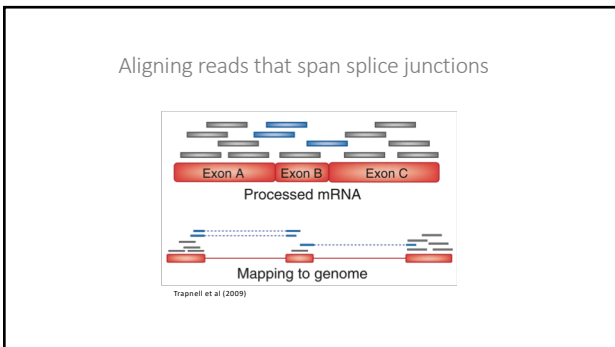 Aligning reads that span splice junctions
Exon A Exon B Exon C
Processed mRNA
Mapping to genome
Trapnell et al (2009)